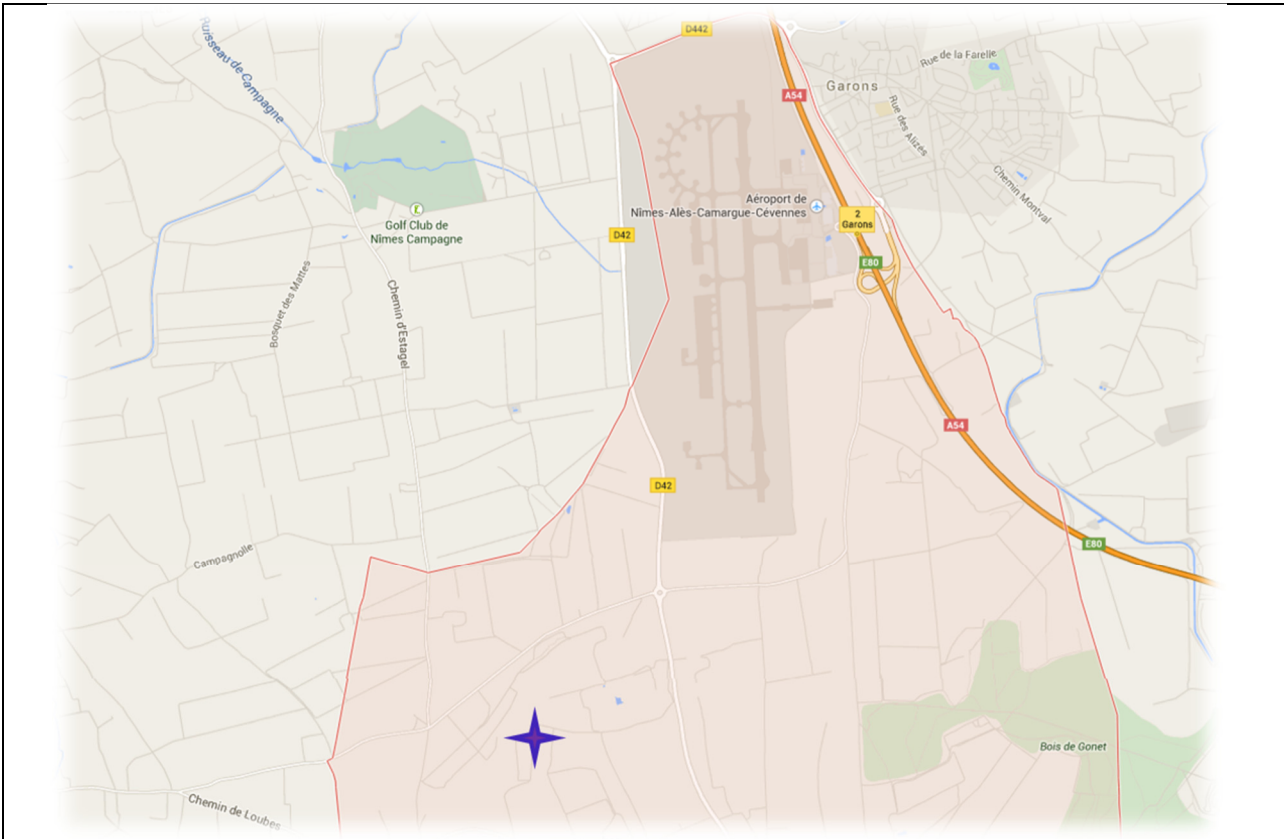 D442
Ruisseau de Campagne
Rue de la Farelle
Garons
A54
Rue des Alizés
Chemin Montval
Aéroport de
Nîmes-Alès-Camargue-Cévennes
2
Garons
Golf Club de
Nîmes Campagne
D42
E80
Bosquet des Mattes
Chemin d'Estagel
A54
D42
E80
Campagnolle
Bois de Gonet
Chemin de Loubes